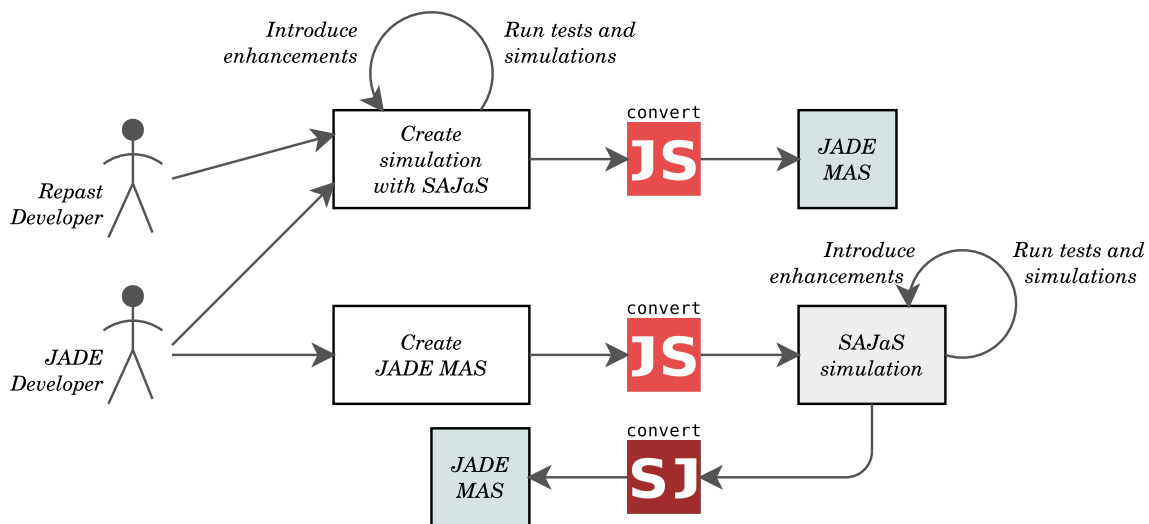 Introduce
enhancements
Run tests and
simulations
convert
Create
simulation
with SAJaS
JS
JADE
MAS
Repast
Developer
Introduce
enhancements
Run tests and
simulations
convert
JADE
Developer
Create
JADE MAS
JS
SAJaS
simulation
convert
JADE
MAS
SJ